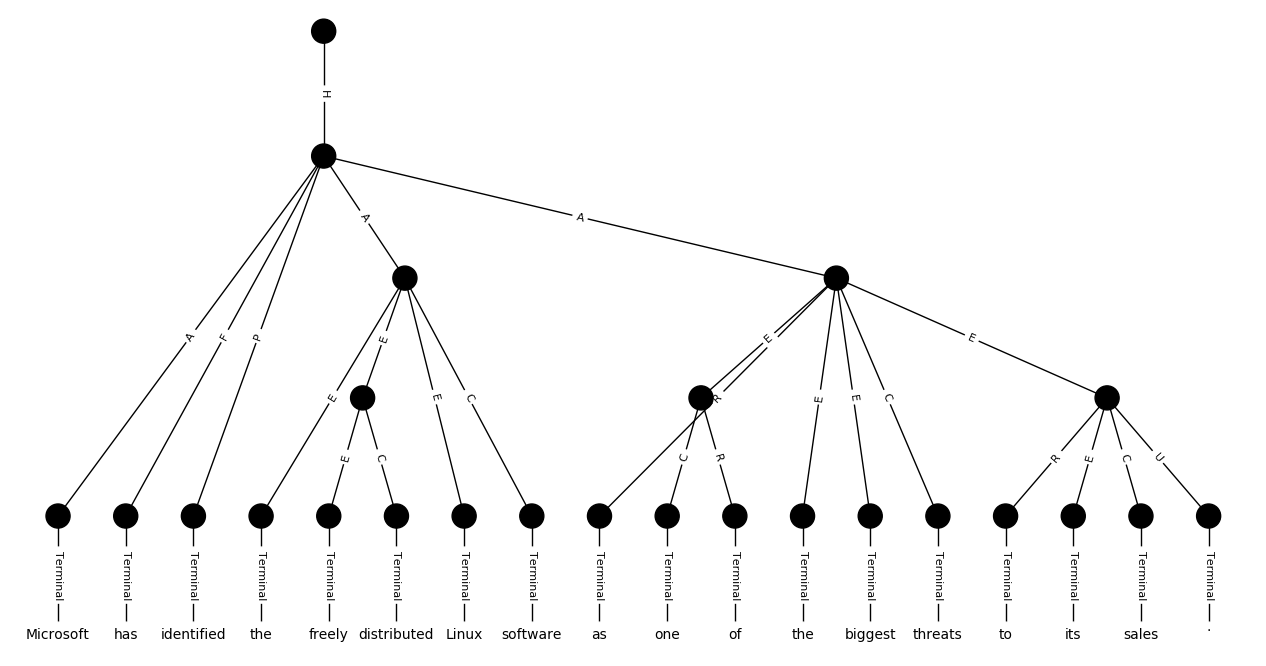 H
A
A
A F P E E E R E E C E
E E C C R R E C U
E C
Terminal Terminal Terminal Terminal Terminal Terminal Terminal Terminal Terminal Terminal Terminal Terminal Terminal Terminal Terminal Terminal Terminal Terminal
Microsoft has identified the freely distributed Linux software as one of the biggest threats to its sales .